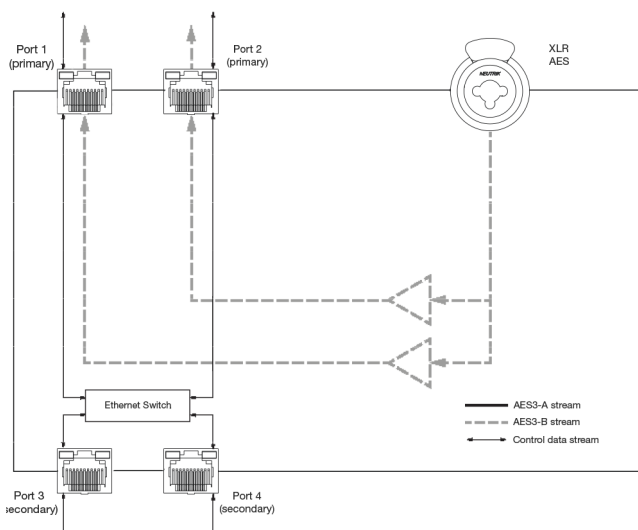 Port 1
(primary)
Port 2
(primary)
XLR
AES
NEUTRIK
Ethernet Switch
AES3-A stream
AES3-B stream
Control data stream
Port 3
(secondary)
Port 4
(secondary)